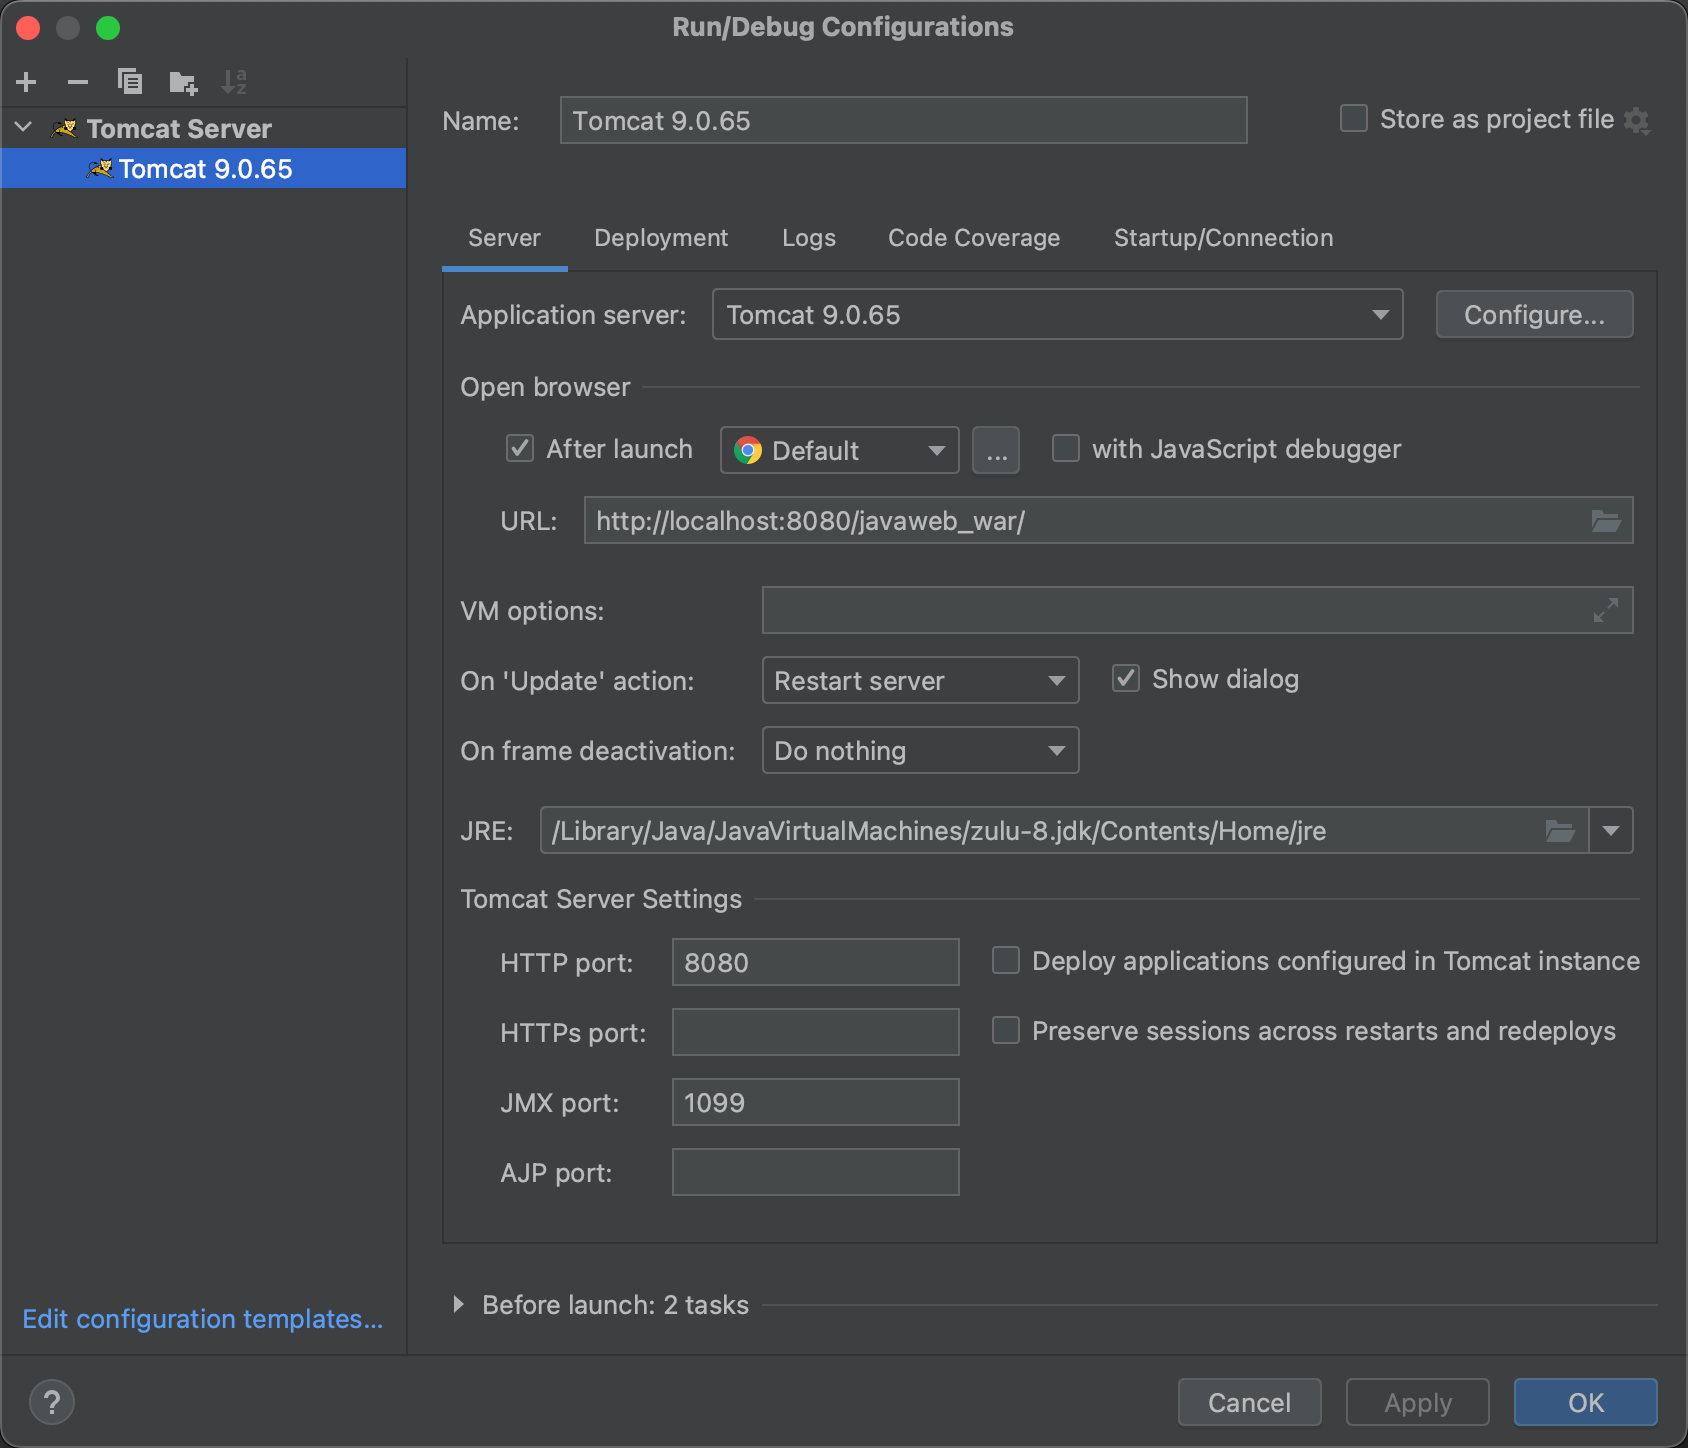 Run/Debug Configurations
Tomcat Server
Tomcat 9.0.65
Name: Tomcat 9.0.65 Store as project file
Server Deployment Logs Code Coverage Startup/Connection
Application server: Tomcat 9.0.65 Configure...
Open browser
After launch Default ... with JavaScript debugger
URL: http://localhost:8080/javaweb_war/
VM options:
On 'Update' action: Restart server Show dialog
On frame deactivation: Do nothing
JRE: /Library/Java/JavaVirtualMachines/zulu-8.jdk/Contents/Home/jre
Tomcat Server Settings
HTTP port: 8080 Deploy applications configured in Tomcat instance
HTTPs port: Preserve sessions across restarts and redeploys
JMX port: 1099
AJP port:
Before launch: 2 tasks
Edit configuration templates...
? Cancel Apply OK